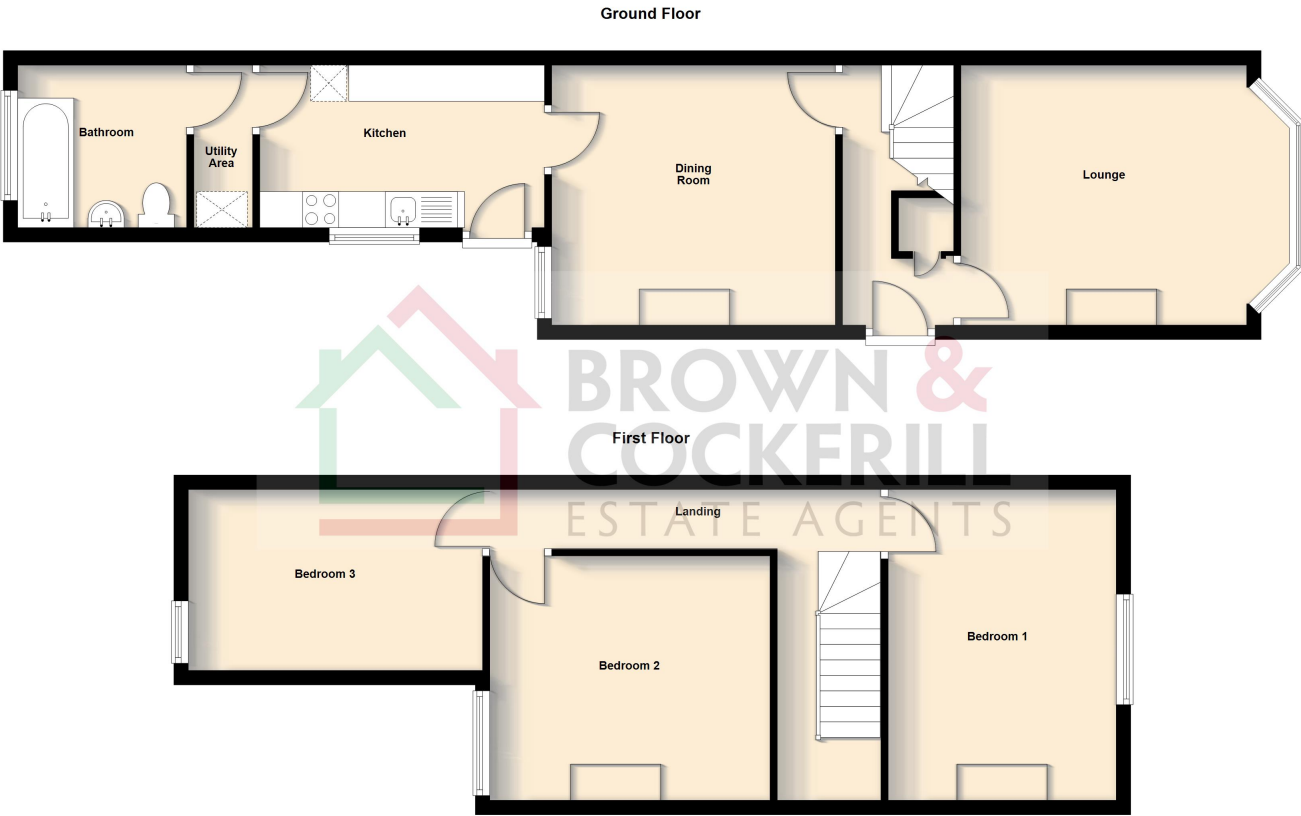 Ground Floor
Bathroom
Utility
Area
Kitchen
Dining
Room
Lounge
BROWN &
COCKERILL
ESTATE AGENTS
First Floor
Landing
Bedroom 3
Bedroom 2
Bedroom 1